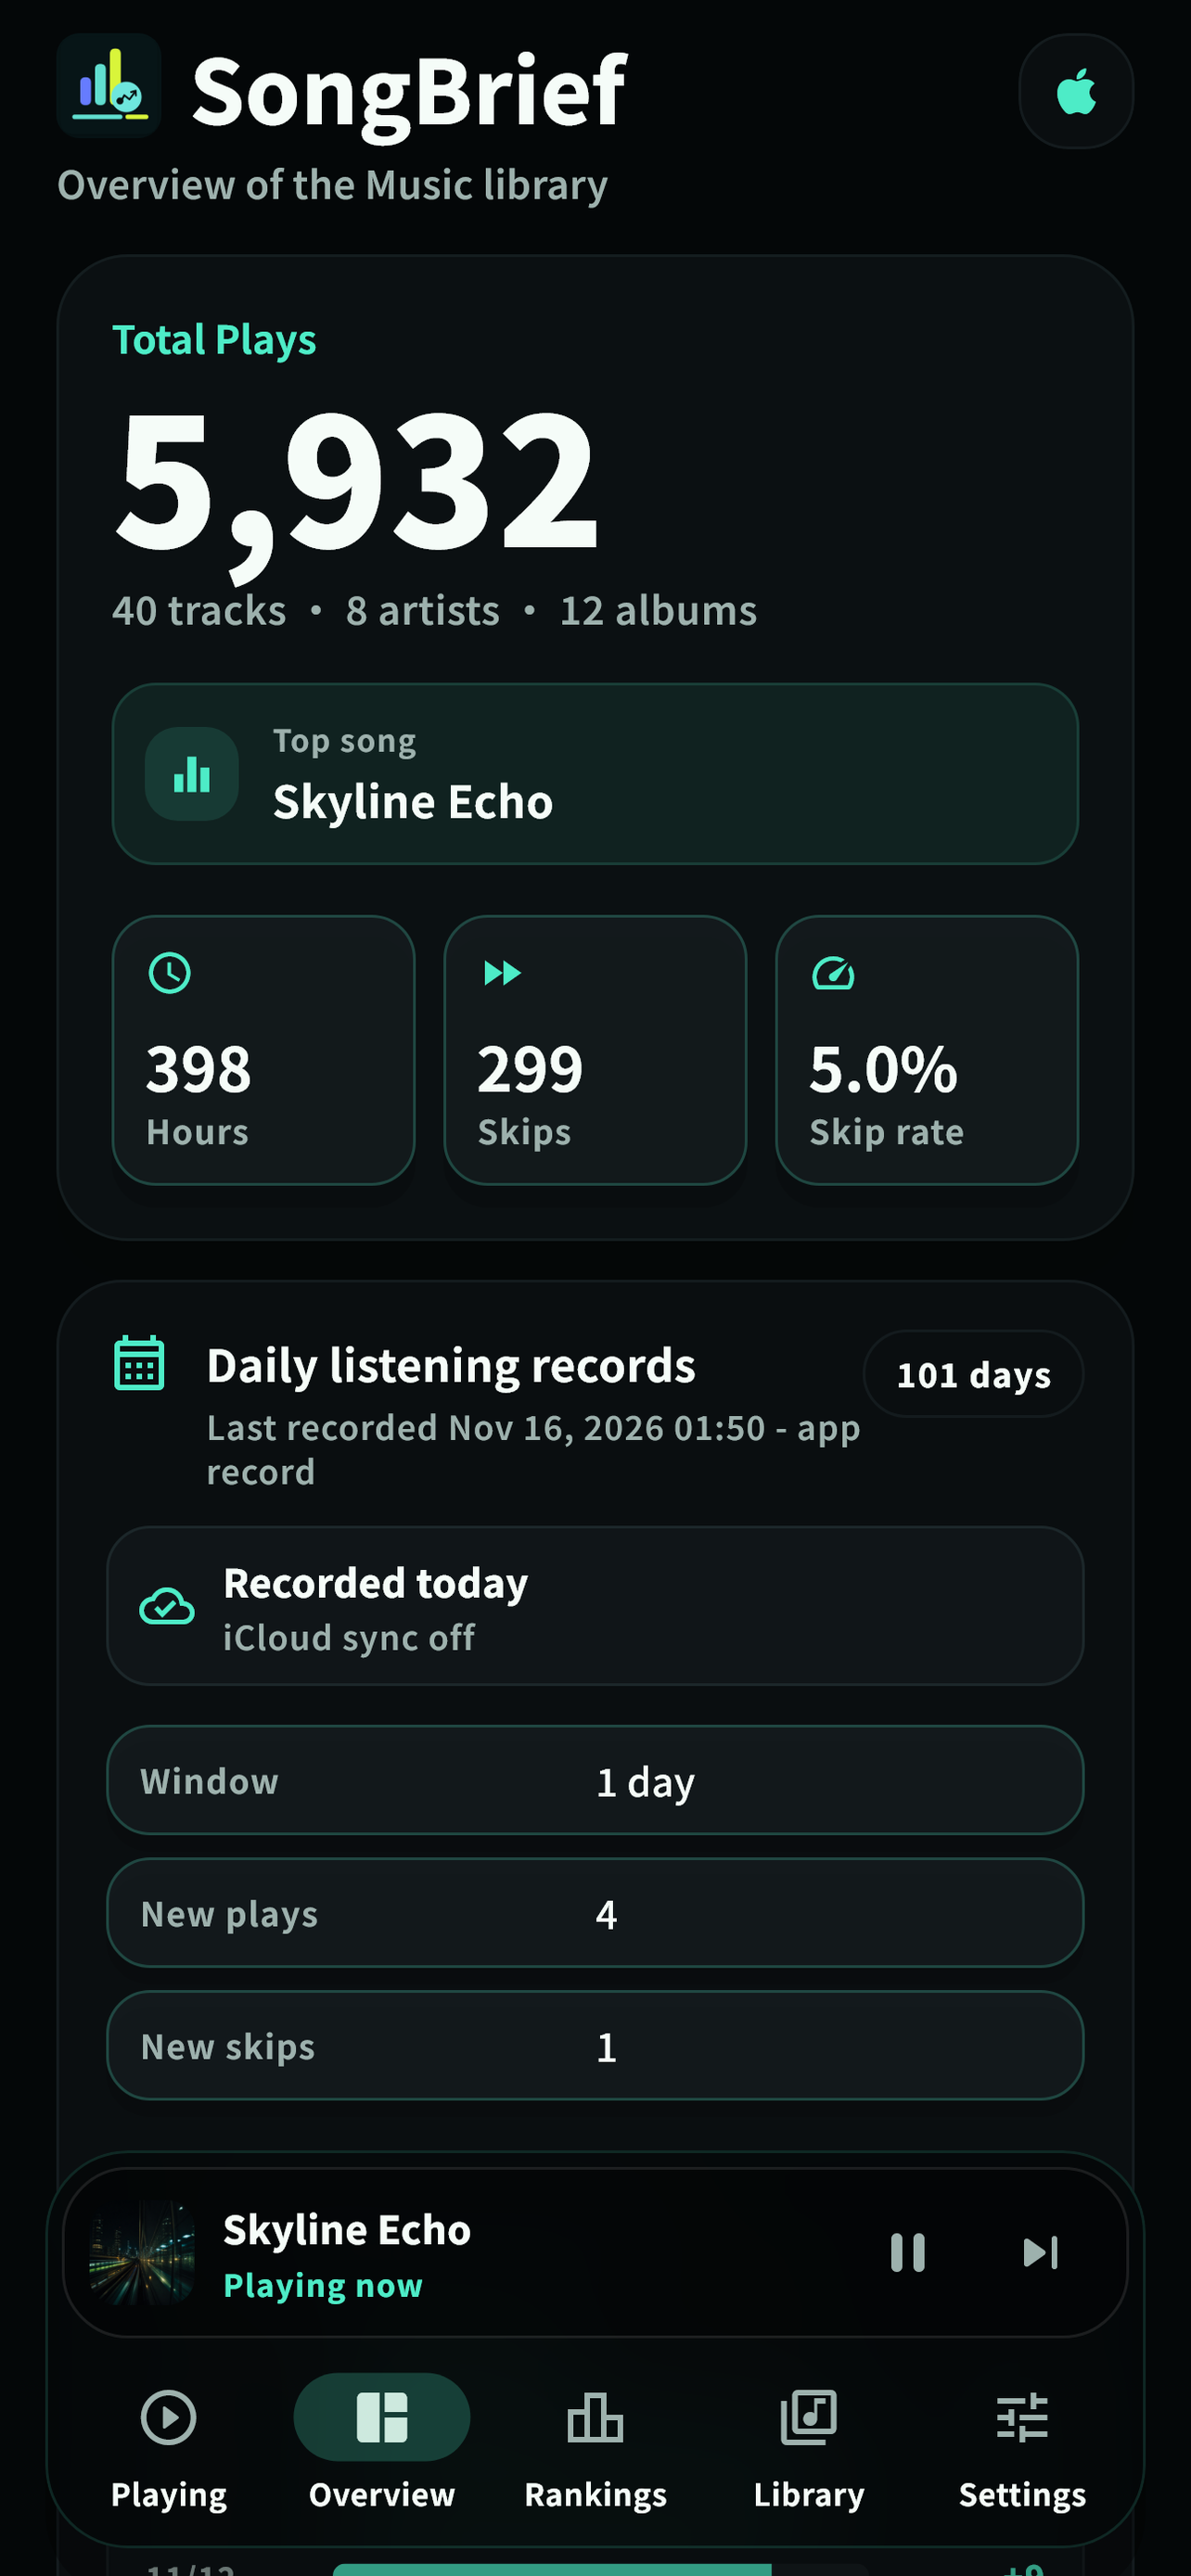 SongBrief
Overview of the Music library
Total Plays
5,932
40 tracks • 8 artists • 12 albums
Top song
Skyline Echo
398
Hours
299
Skips
5.0%
Skip rate
Daily listening records
101 days
Last recorded Nov 16, 2026 01:50 - app
record
Recorded today
iCloud sync off
Window
1 day
New plays
4
New skips
1
Skyline Echo
Playing now
Playing
Overview
Rankings
Library
Settings